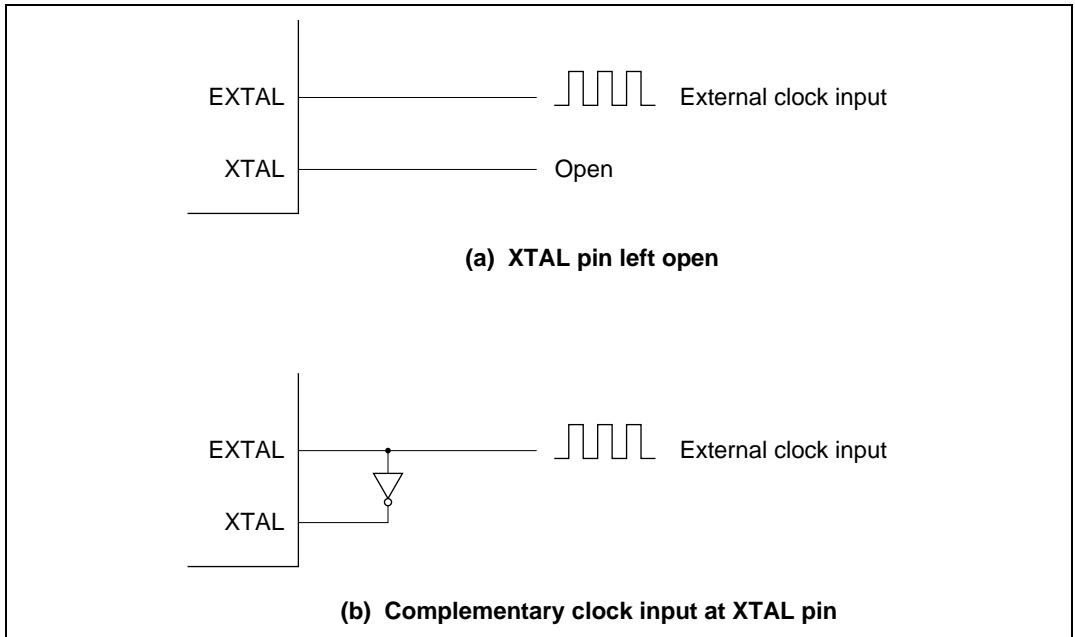 EXTAL External clock input
XTAL Open
(a) XTAL pin left open
EXTAL External clock input
XTAL
(b) Complementary clock input at XTAL pin